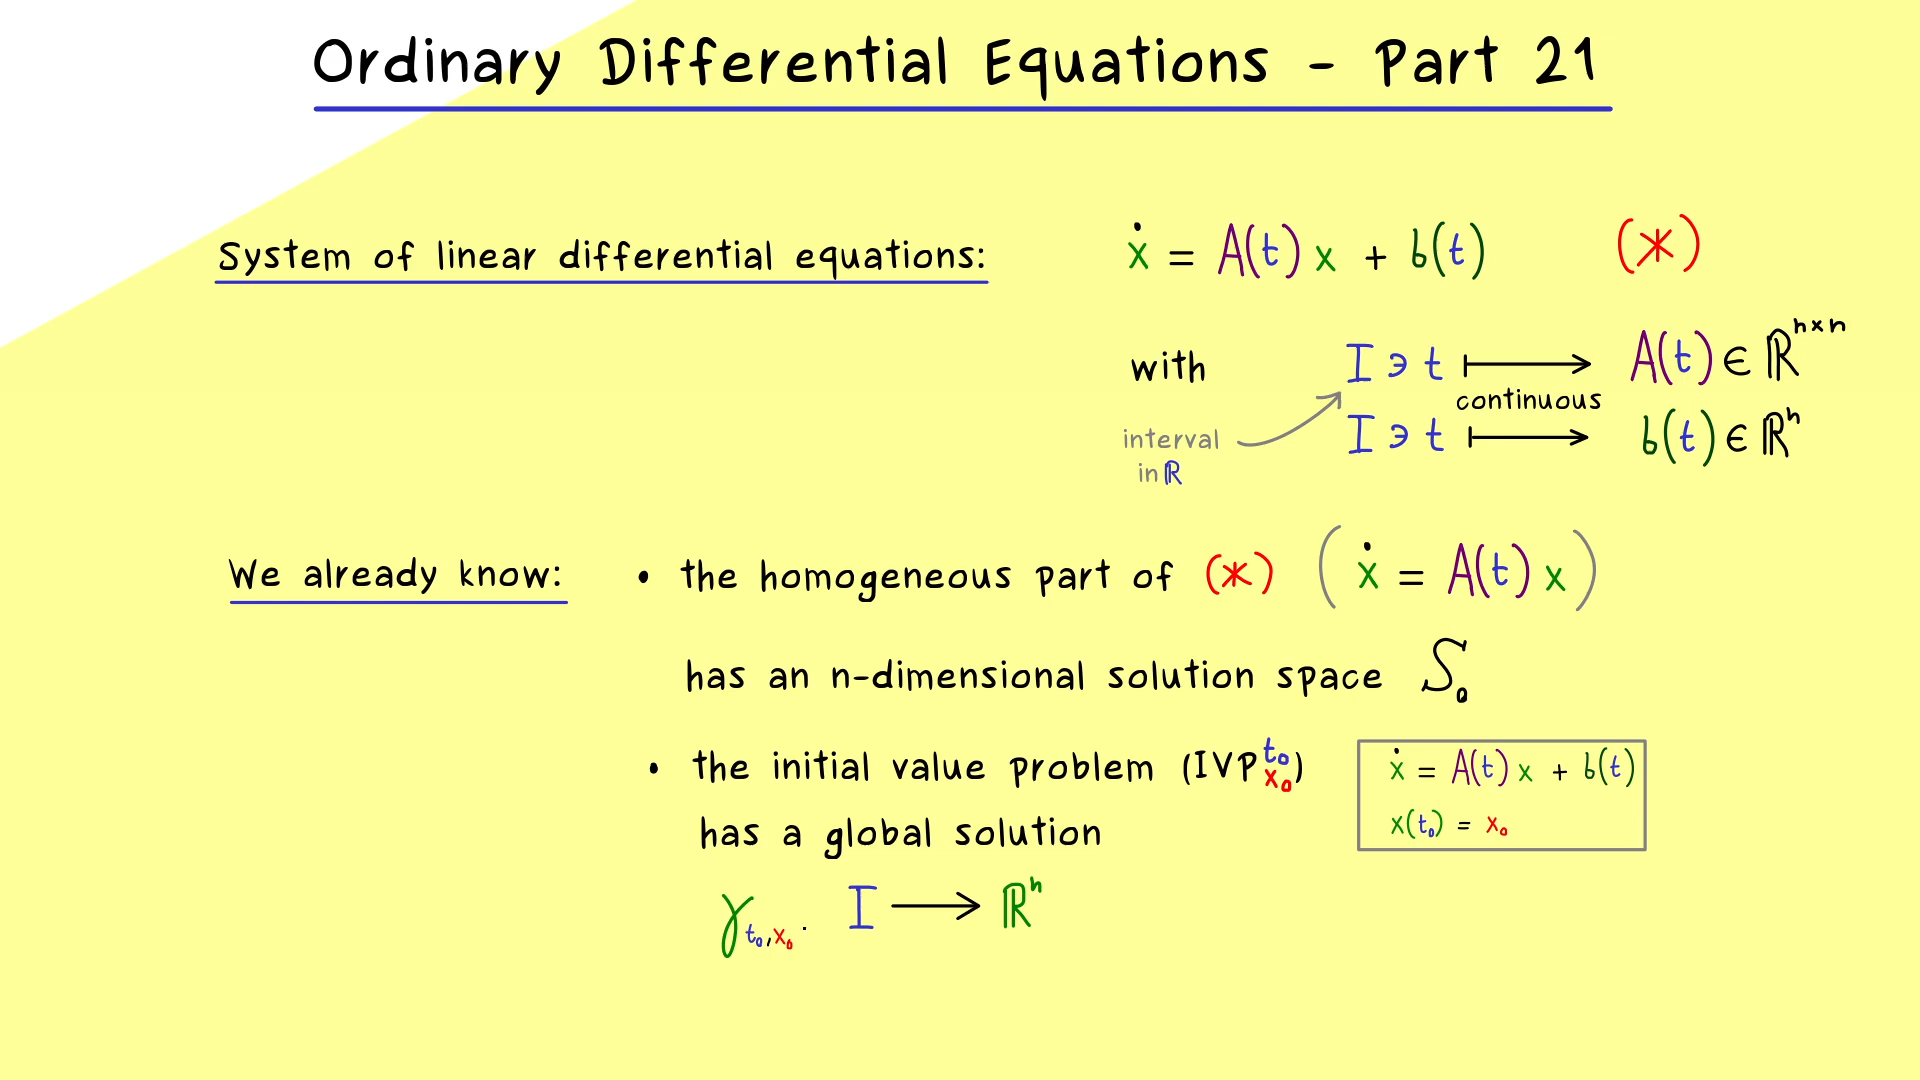 Ordinary Differential Equations - Part 21
System of linear differential equations: ẋ = A(t) x + b(t) (*)
with I ∋ t ⟼ A(t) ∈ ℝⁿˣⁿ
continuous
I ∋ t ⟼ b(t) ∈ ℝⁿ
interval
in ℝ
We already know: • the homogeneous part of (*) ( ẋ = A(t) x )
has an n-dimensional solution space S₀
• the initial value problem (IVP t₀ x₀)
ẋ = A(t) x + b(t)
x(t₀) = x₀
has a global solution
γ t₀,x₀ . I ⟶ ℝⁿ